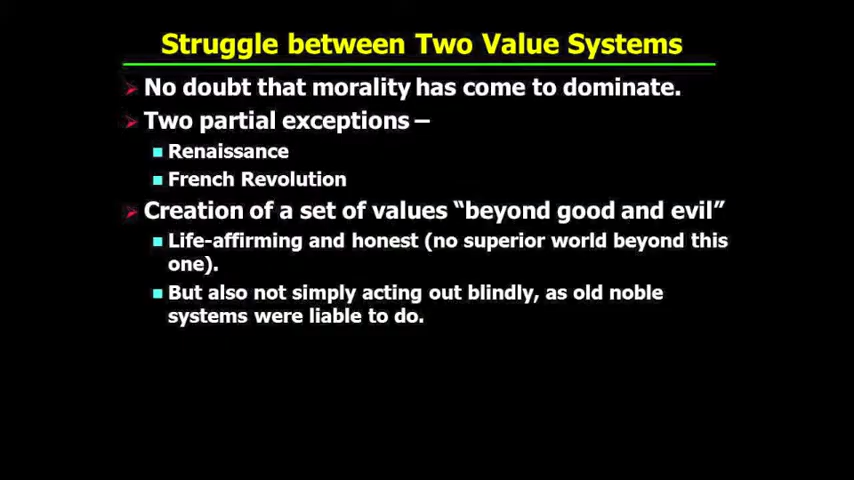 Struggle between Two Value Systems
No doubt that morality has come to dominate.
Two partial exceptions –
Renaissance
French Revolution
Creation of a set of values “beyond good and evil”
Life-affirming and honest (no superior world beyond this
one).
But also not simply acting out blindly, as old noble
systems were liable to do.